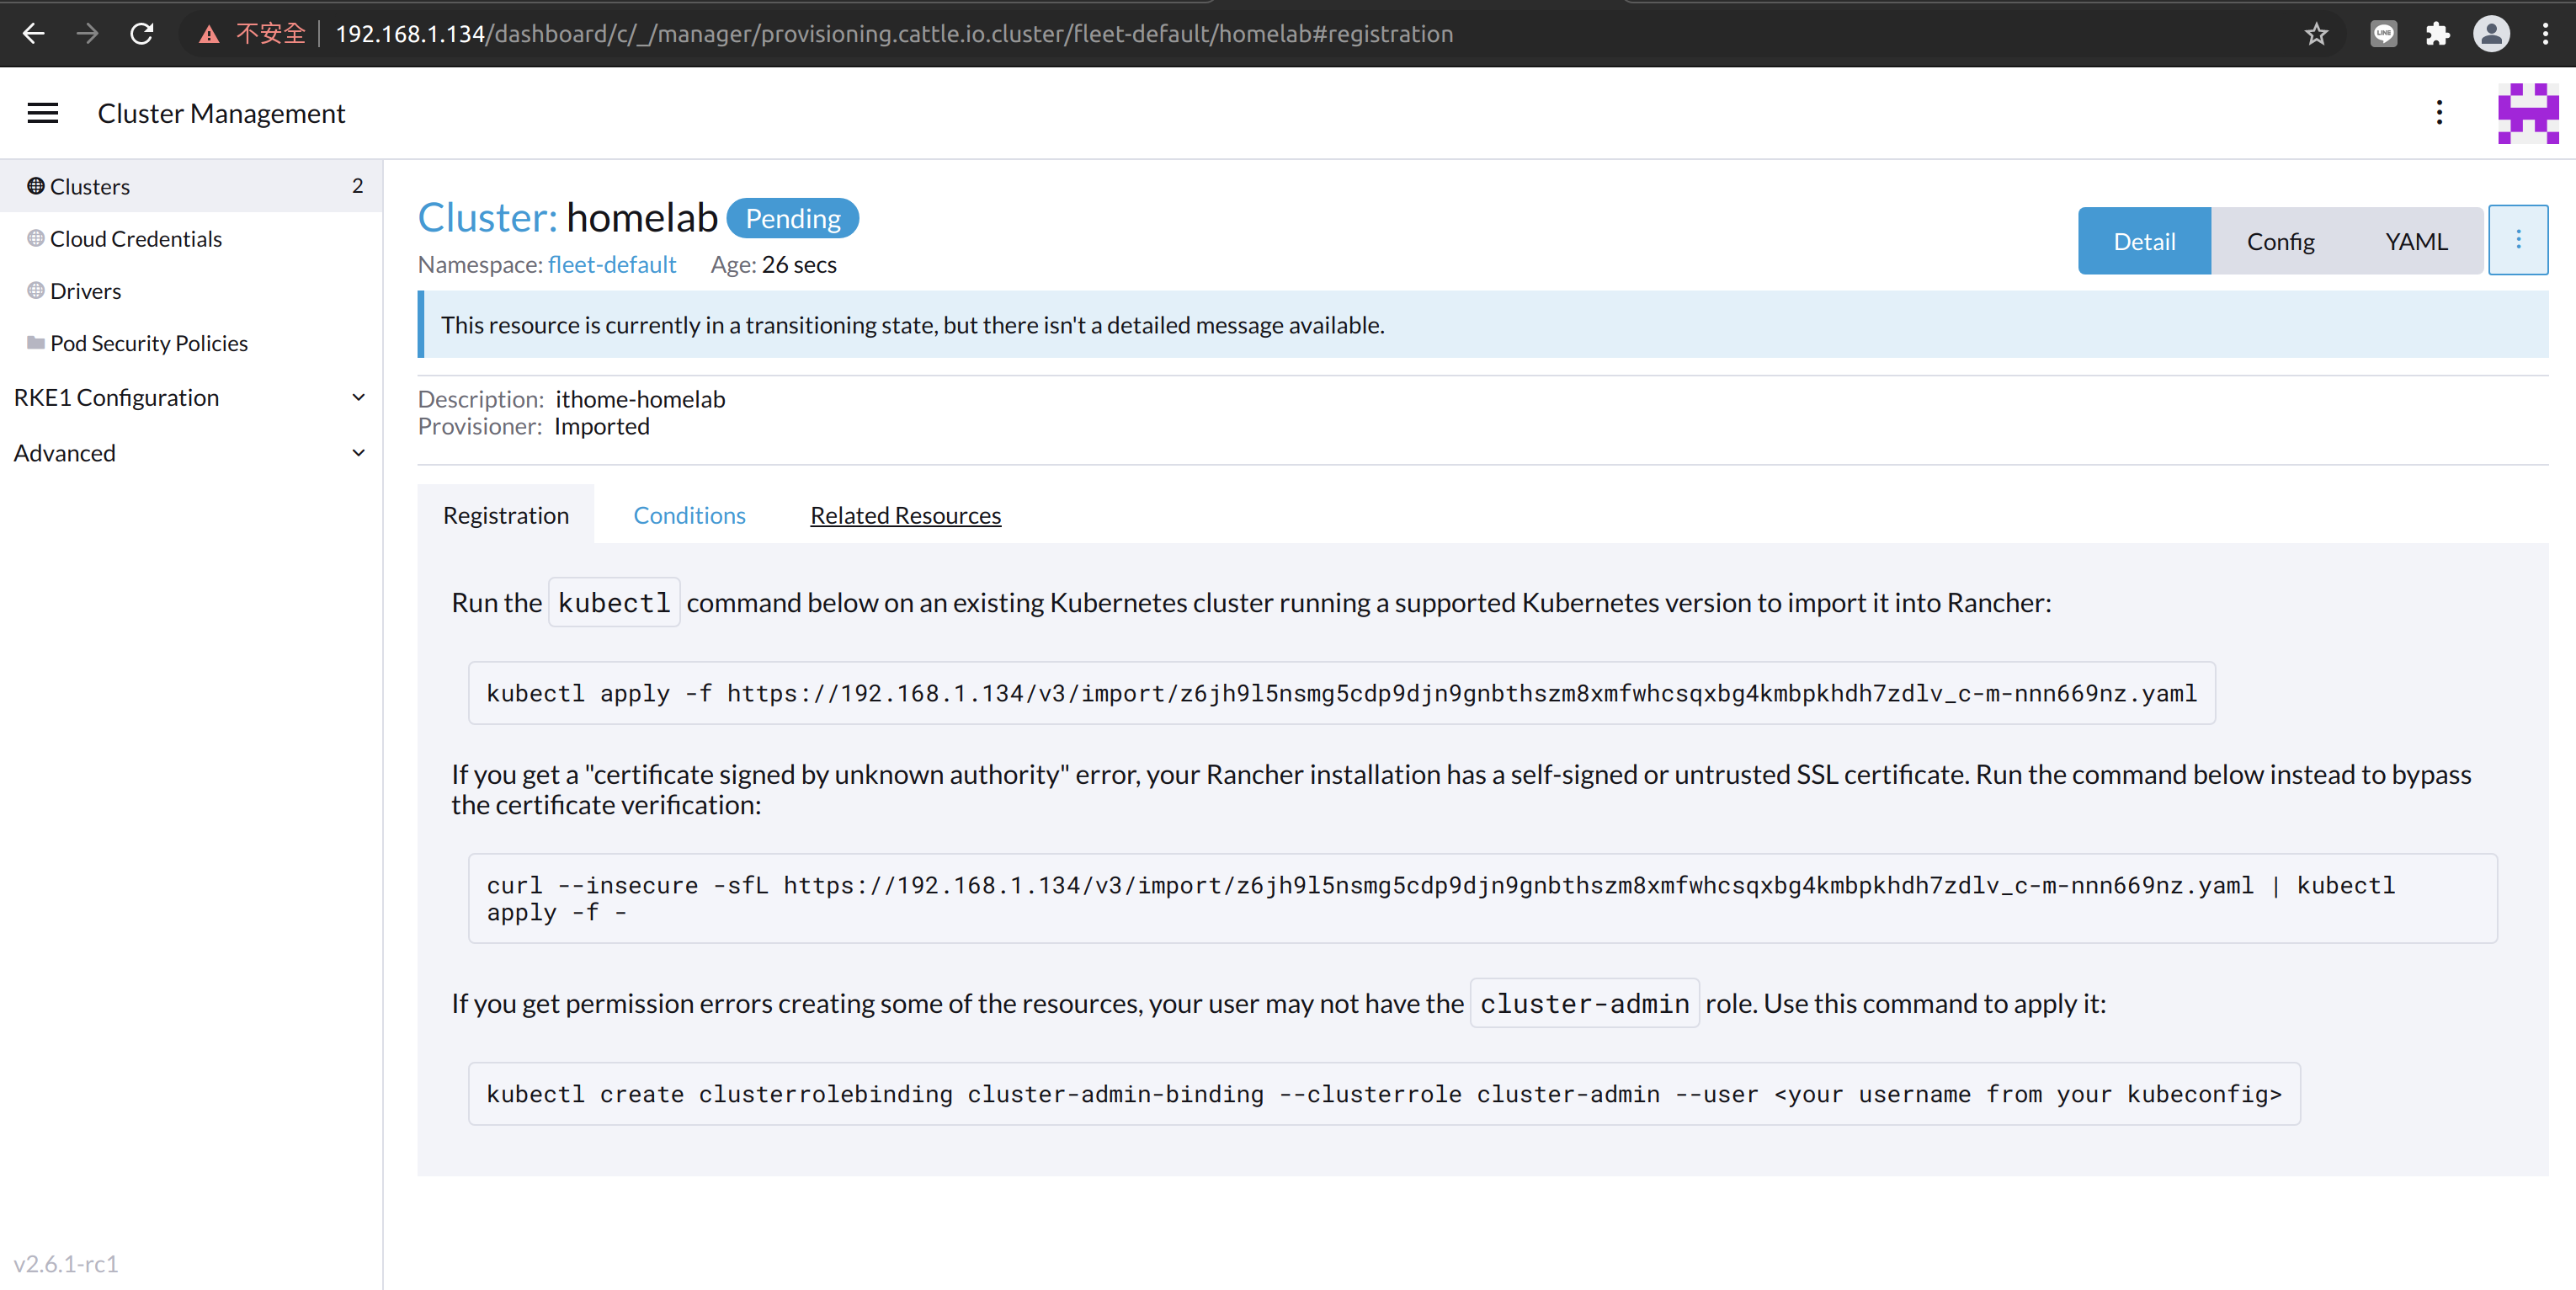 不安全 192.168.1.134/dashboard/c/_/manager/provisioning.cattle.io.cluster/fleet-default/homelab#registration
LINE
Cluster Management
Clusters 2
Cloud Credentials
Drivers
Pod Security Policies
RKE1 Configuration
Advanced
v2.6.1-rc1
Cluster: homelab Pending
Namespace: fleet-default Age: 26 secs
Detail Config YAML
This resource is currently in a transitioning state, but there isn't a detailed message available.
Description: ithome-homelab
Provisioner: Imported
Registration Conditions Related Resources
Run the kubectl command below on an existing Kubernetes cluster running a supported Kubernetes version to import it into Rancher:
kubectl apply -f https://192.168.1.134/v3/import/z6jh9l5nsmg5cdp9djn9gnbthszm8xmfwhcsqxbg4kmbpkhdh7zdlv_c-m-nnn669nz.yaml
If you get a "certificate signed by unknown authority" error, your Rancher installation has a self-signed or untrusted SSL certificate. Run the command below instead to bypass
the certificate verification:
curl --insecure -sfL https://192.168.1.134/v3/import/z6jh9l5nsmg5cdp9djn9gnbthszm8xmfwhcsqxbg4kmbpkhdh7zdlv_c-m-nnn669nz.yaml | kubectl
apply -f -
If you get permission errors creating some of the resources, your user may not have the cluster-admin role. Use this command to apply it:
kubectl create clusterrolebinding cluster-admin-binding --clusterrole cluster-admin --user <your username from your kubeconfig>